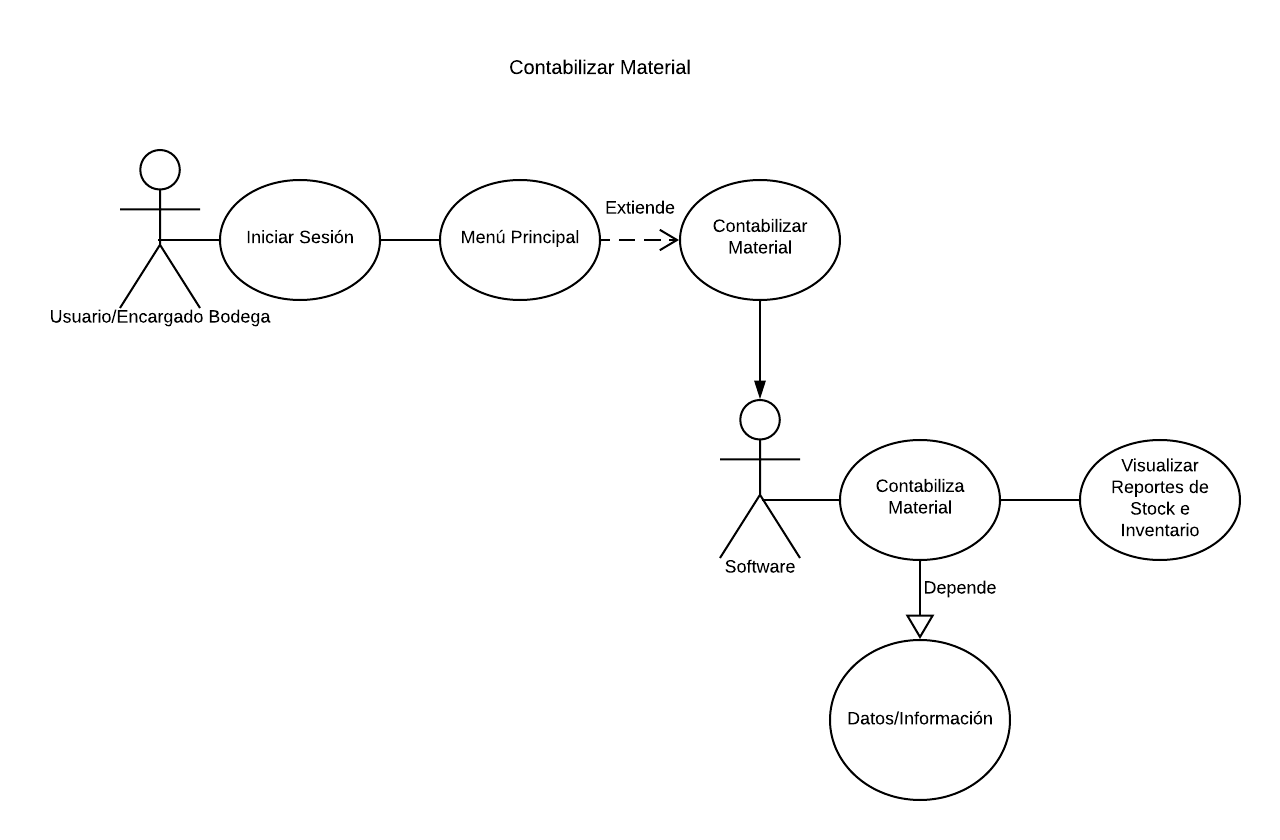 Contabilizar Material
Extiende
Iniciar Sesión
Menú Principal
Contabilizar
Material
Usuario/Encargado Bodega
Contabiliza
Material
Visualizar
Reportes de
Stock e
Inventario
Software
Depende
Datos/Información